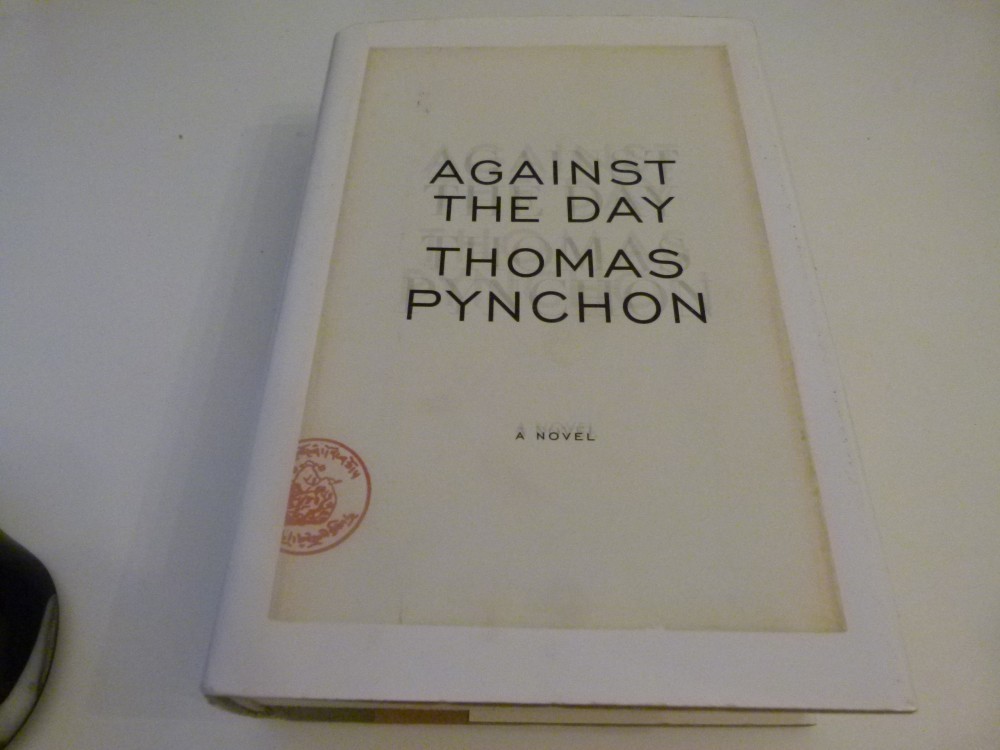 AGAINST
THE DAY
THOMAS
PYNCHON
A NOVEL